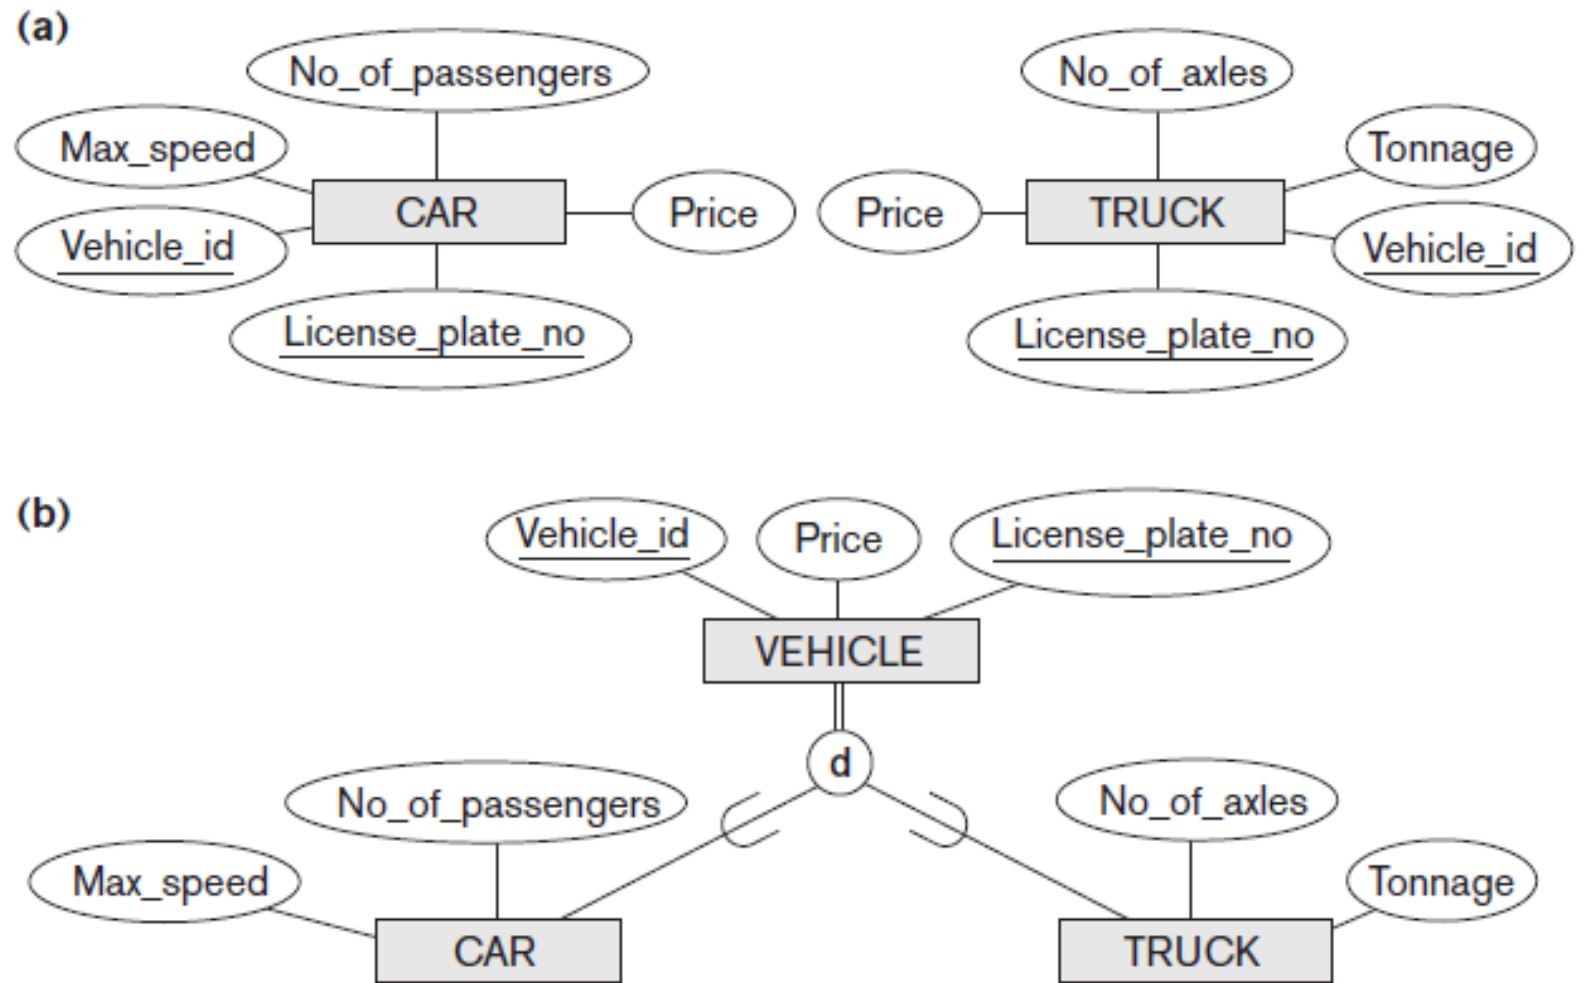 (a)
No_of_passengers
No_of_axles
Max_speed
Tonnage
CAR
Price
Price
TRUCK
Vehicle_id
Vehicle_id
License_plate_no
License_plate_no
(b)
Vehicle_id
Price
License_plate_no
VEHICLE
d
No_of_passengers
No_of_axles
Max_speed
Tonnage
CAR
TRUCK